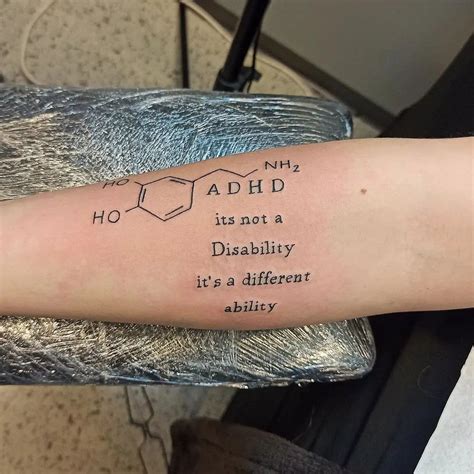 NH₂
HO
HO
ADHD
its not a
Disability
it's a different
ability